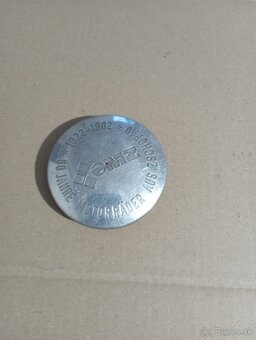 60 JAHRE MOTORRÄDER AUS ZSCHOPAU
1922-1982
MZ